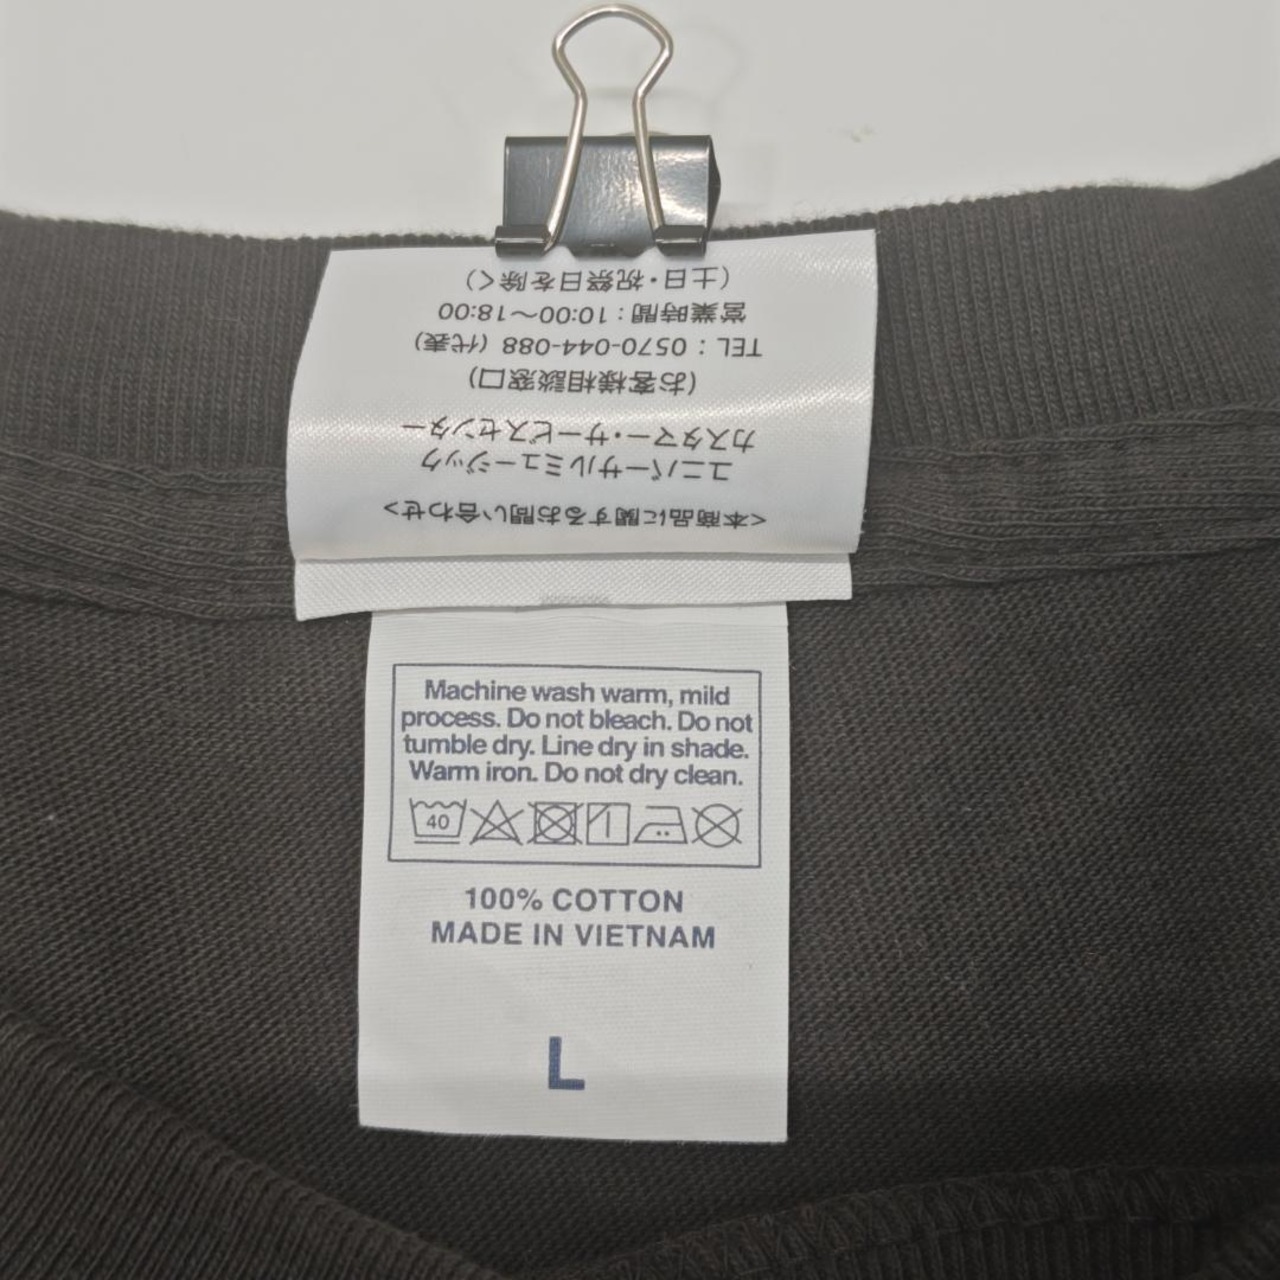 <本商品に関するお問い合わせ>
ユニバーサルミュージック
カスタマー・サービスセンター
(お客様相談窓口)
TEL : 0570-044-088 (代表)
営業時間 : 10:00～18:00
(土日・祝祭日を除く)
Machine wash warm, mild
process. Do not bleach. Do not
tumble dry. Line dry in shade.
Warm iron. Do not dry clean.
40
100% COTTON
MADE IN VIETNAM
L